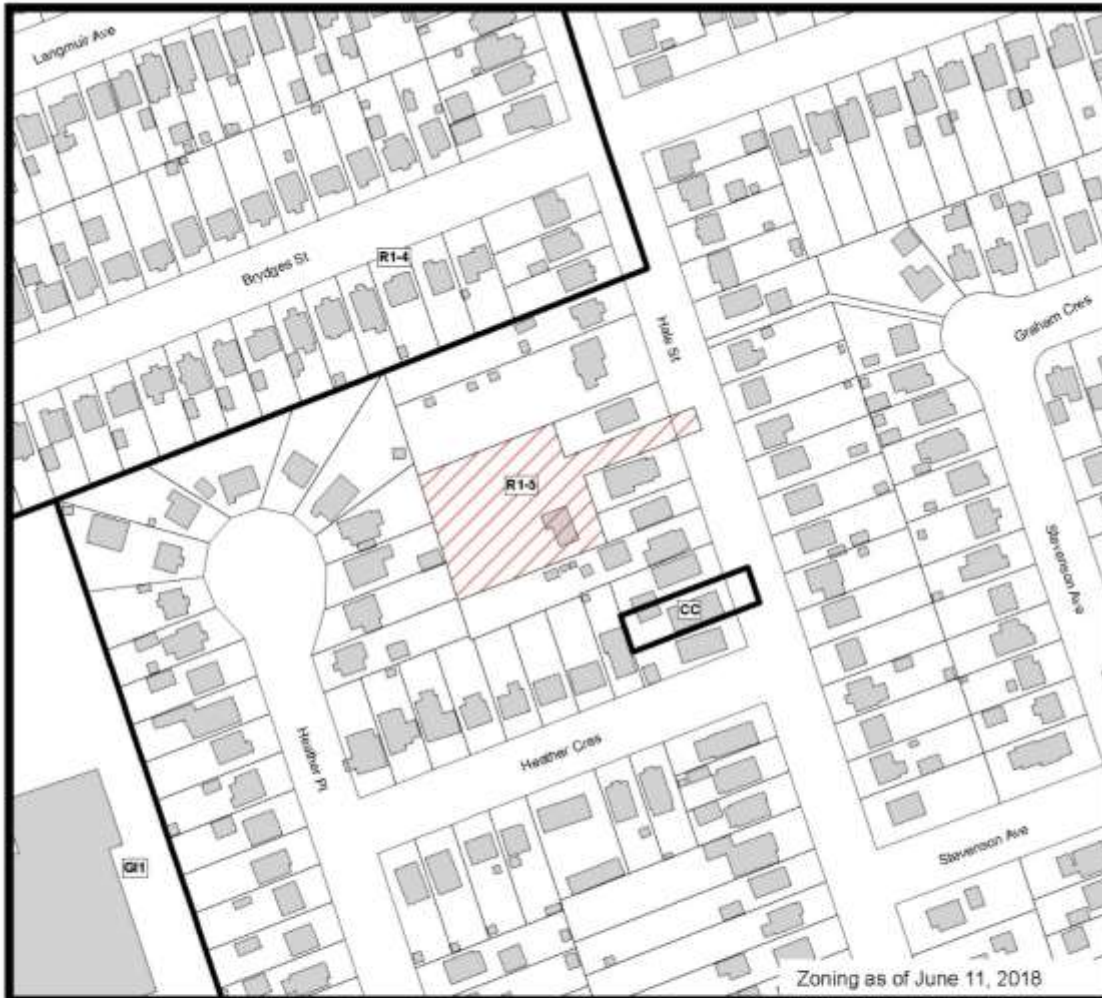 Langmuir Ave
Brydges St
R1-4
Hale St
Graham Cres
R1-5
Stevenson Ave
CC
Heather Pl
Heather Cres
GI1
Stevenson Ave
Zoning as of June 11, 2018